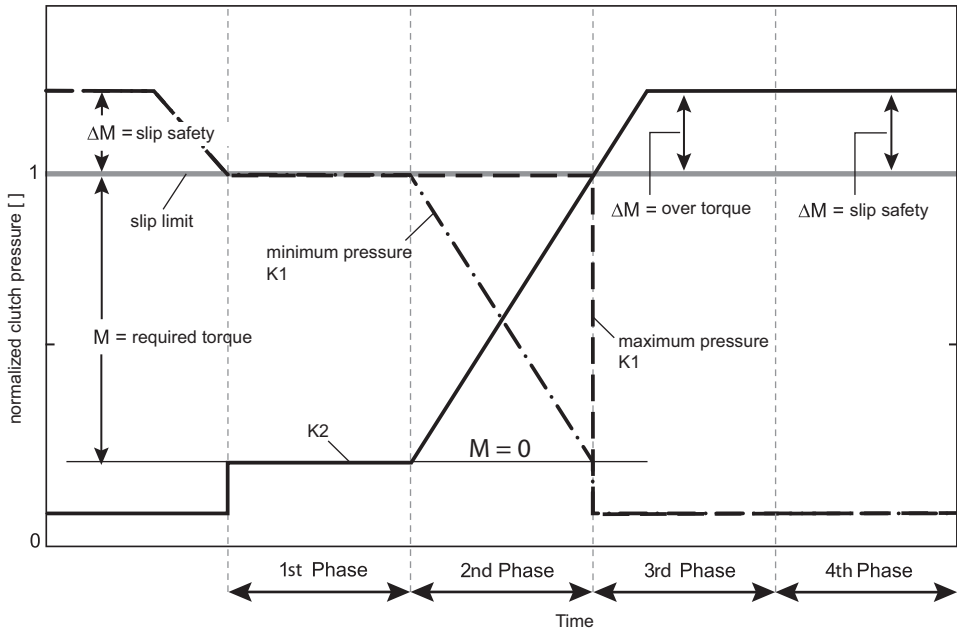 ΔM = slip safety
1
slip limit
minimum pressure
K1
ΔM = over torque
ΔM = slip safety
normalized clutch pressure [ ]
M = required torque
maximum pressure
K1
K2
M = 0
0
1st Phase
2nd Phase
3rd Phase
4th Phase
Time